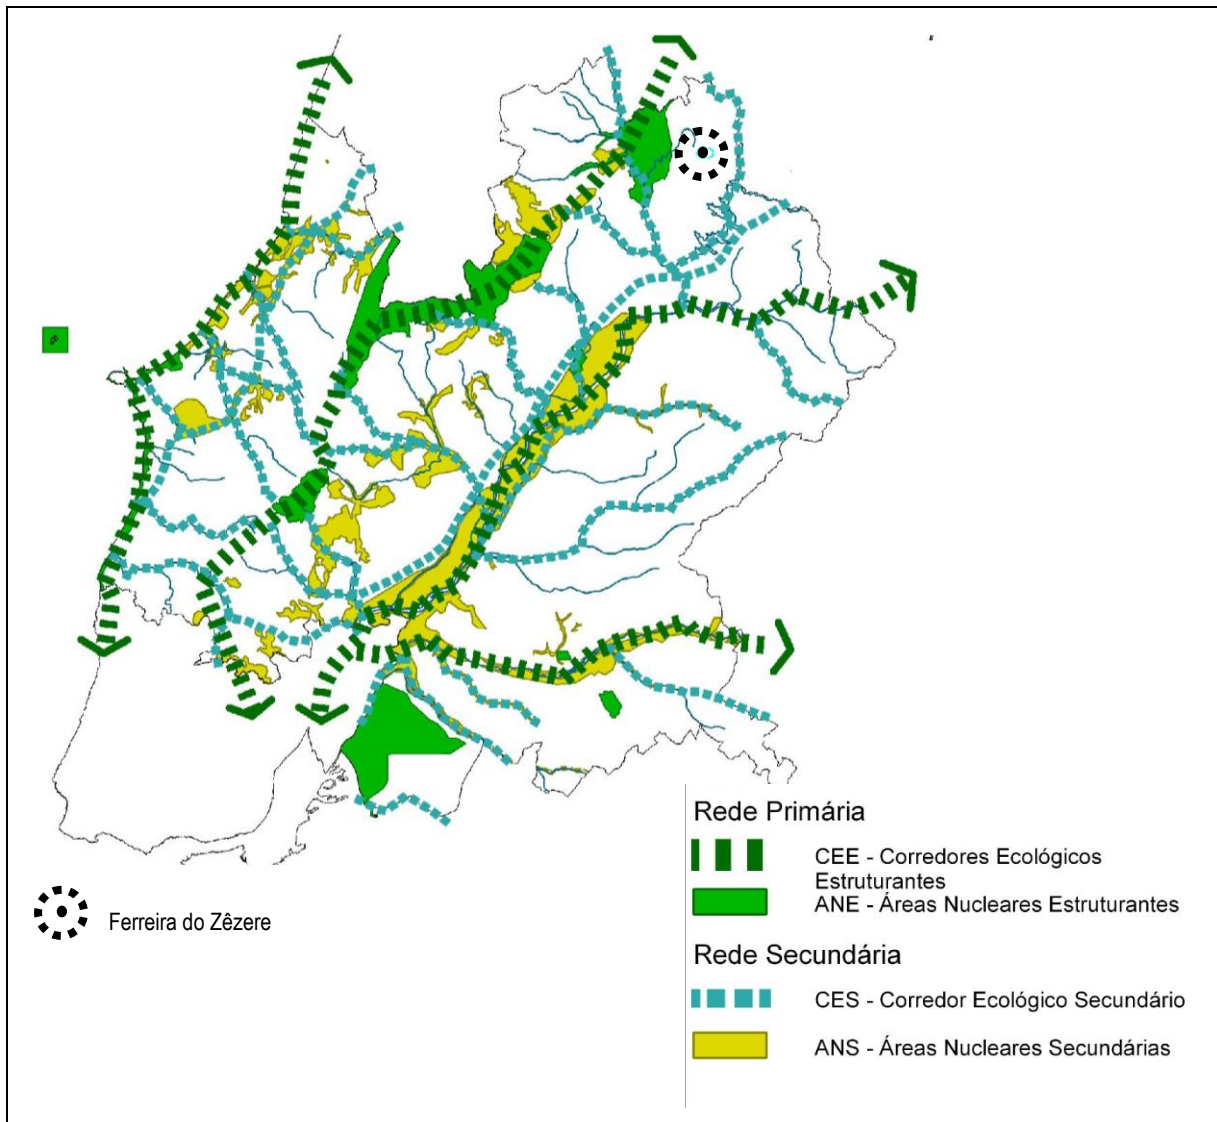 Rede Primária
CEE - Corredores Ecológicos
Estruturantes
ANE - Áreas Nucleares Estruturantes
Ferreira do Zêzere
Rede Secundária
CES - Corredor Ecológico Secundário
ANS - Áreas Nucleares Secundárias